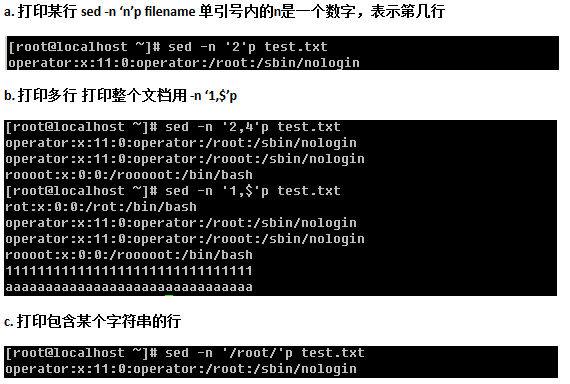 a. 打印某行 sed -n ‘n’p filename 单引号内的n是一个数字，表示第几行
[root@localhost ~]# sed -n '2'p test.txt
operator:x:11:0:operator:/root:/sbin/nologin
b. 打印多行 打印整个文档用 -n ‘1,$’p
[root@localhost ~]# sed -n '2,4'p test.txt
operator:x:11:0:operator:/root:/sbin/nologin
operator:x:11:0:operator:/rooot:/sbin/nologin
roooot:x:0:0:/rooooot:/bin/bash
[root@localhost ~]# sed -n '1,$'p test.txt
rot:x:0:0:/rot:/bin/bash
operator:x:11:0:operator:/root:/sbin/nologin
operator:x:11:0:operator:/rooot:/sbin/nologin
roooot:x:0:0:/rooooot:/bin/bash
1111111111111111111111111111111
aaaaaaaaaaaaaaaaaaaaaaaaaaaaaaa
c. 打印包含某个字符串的行
[root@localhost ~]# sed -n '/root/'p test.txt
operator:x:11:0:operator:/root:/sbin/nologin